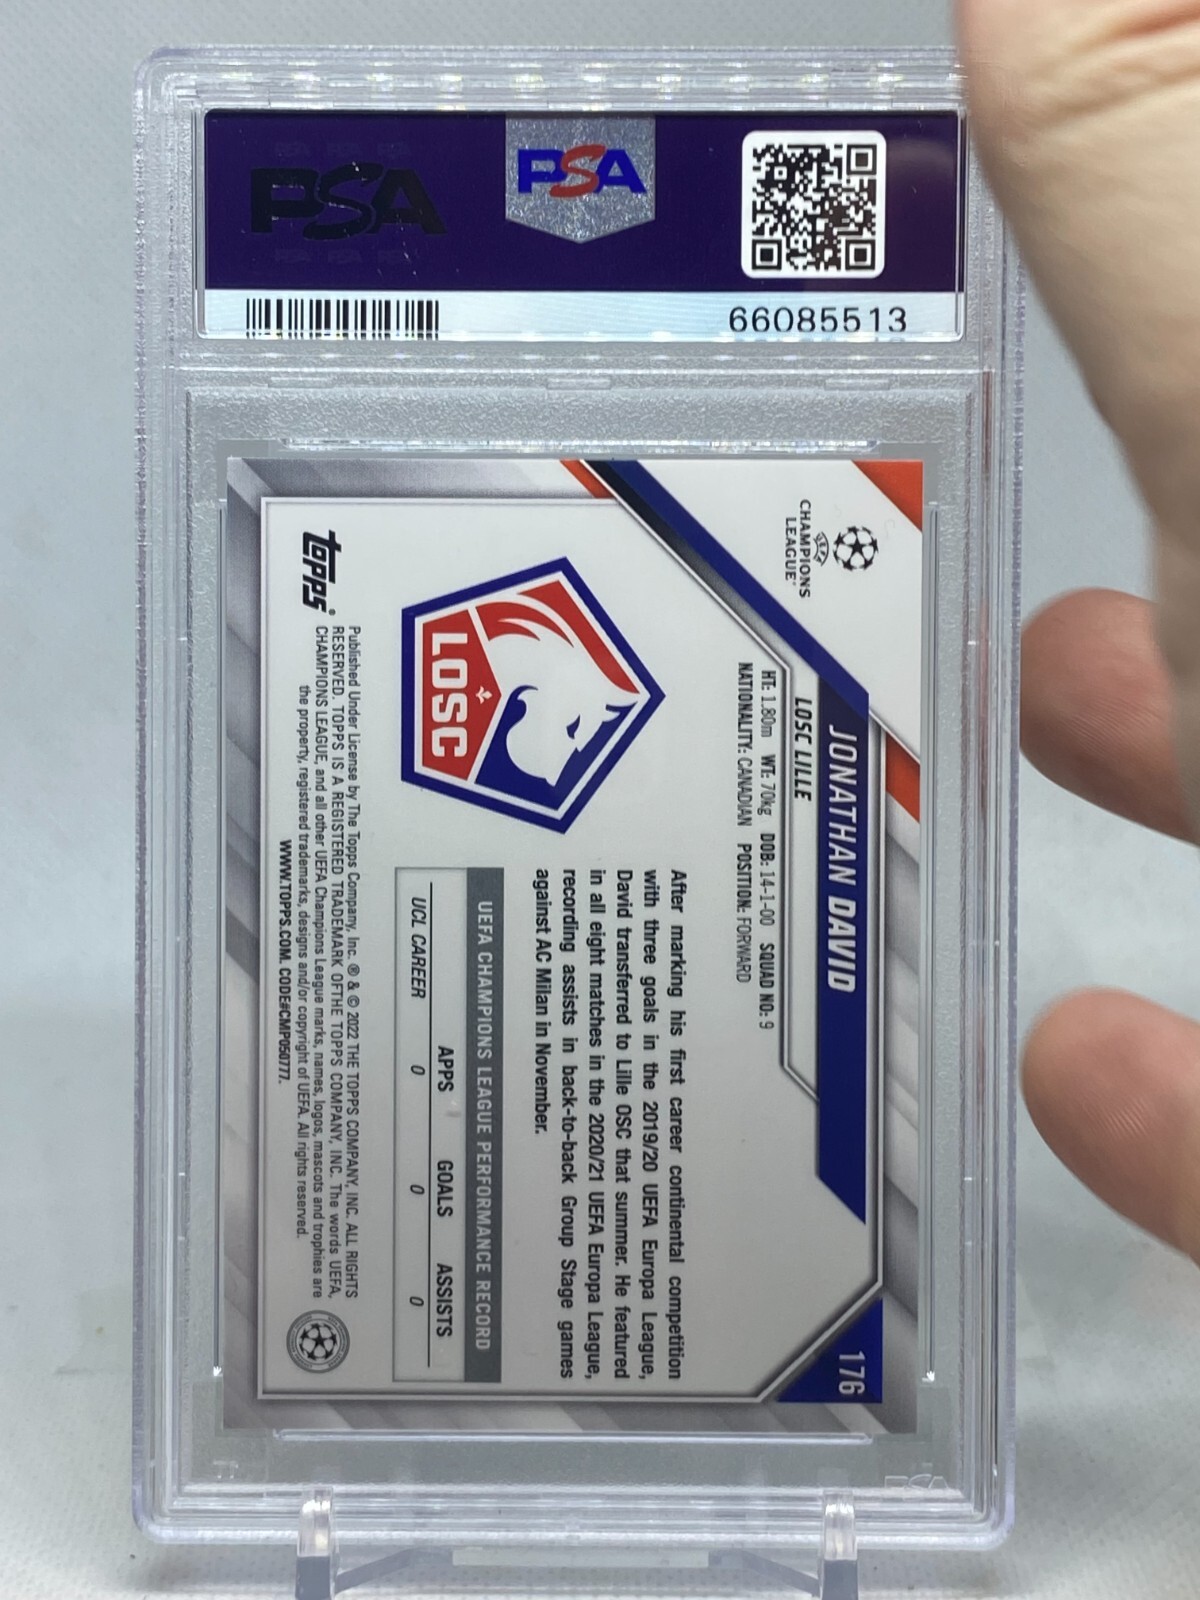 PSA
PSA
66085513
UEFA
CHAMPIONS
LEAGUE
JONATHAN DAVID
176
LOSC LILLE
HT: 1.80m WT: 70kg DOB: 14-1-00 SQUAD NO: 9
NATIONALITY: CANADIAN POSITION: FORWARD
LOSC
After marking his first career continental competition
with three goals in the 2019/20 UEFA Europa League,
David transferred to Lille OSC that summer. He featured
in all eight matches in the 2020/21 UEFA Europa League,
recording assists in back-to-back Group Stage games
against AC Milan in November.
UEFA CHAMPIONS LEAGUE PERFORMANCE RECORD
APPS GOALS ASSISTS
UCL CAREER 0 0 0
topps®
Published Under License by The Topps Company, Inc. ® & © 2022 THE TOPPS COMPANY, INC. ALL RIGHTS
RESERVED. TOPPS IS A REGISTERED TRADEMARK OFTHE TOPPS COMPANY, INC. The words UEFA,
CHAMPIONS LEAGUE, and all other UEFA Champions League marks, names, logos, mascots and trophies are
the property, registered trademarks, designs and/or copyright of UEFA. All rights reserved.
WWW.TOPPS.COM. CODE#CMP050777.
PSA